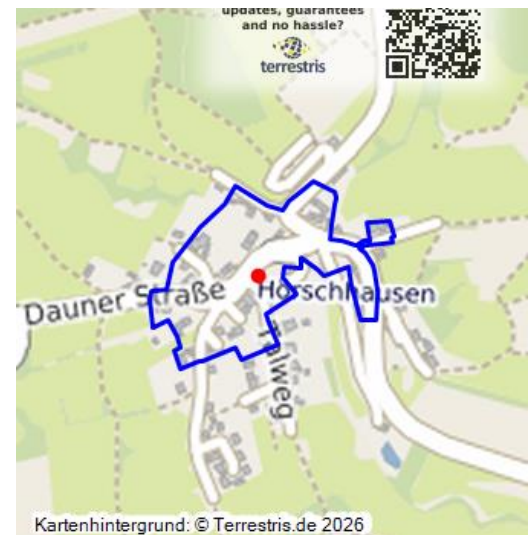 updates, guarantees
and no hassle?
terrestris
Dauner Straße
Horschhausen
Talweg
Kartenhintergrund: © Terrestris.de 2026